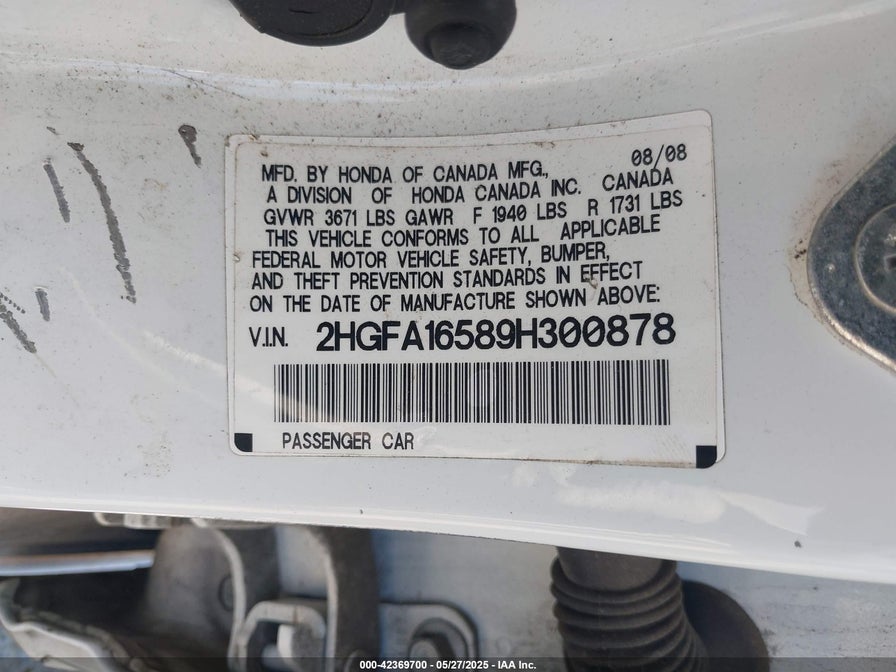 08/08
MFD. BY HONDA OF CANADA MFG.,
A DIVISION OF HONDA CANADA INC. CANADA
GVWR 3671 LBS GAWR F 1940 LBS R 1731 LBS
THIS VEHICLE CONFORMS TO ALL APPLICABLE
FEDERAL MOTOR VEHICLE SAFETY, BUMPER,
AND THEFT PREVENTION STANDARDS IN EFFECT
ON THE DATE OF MANUFACTURE SHOWN ABOVE:
V.I.N. 2HGFA16589H300878
PASSENGER CAR
000-42369700 - 05/27/2025 - IAA Inc.